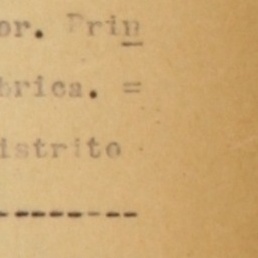 or. Prin
brica. =
istrito
----------